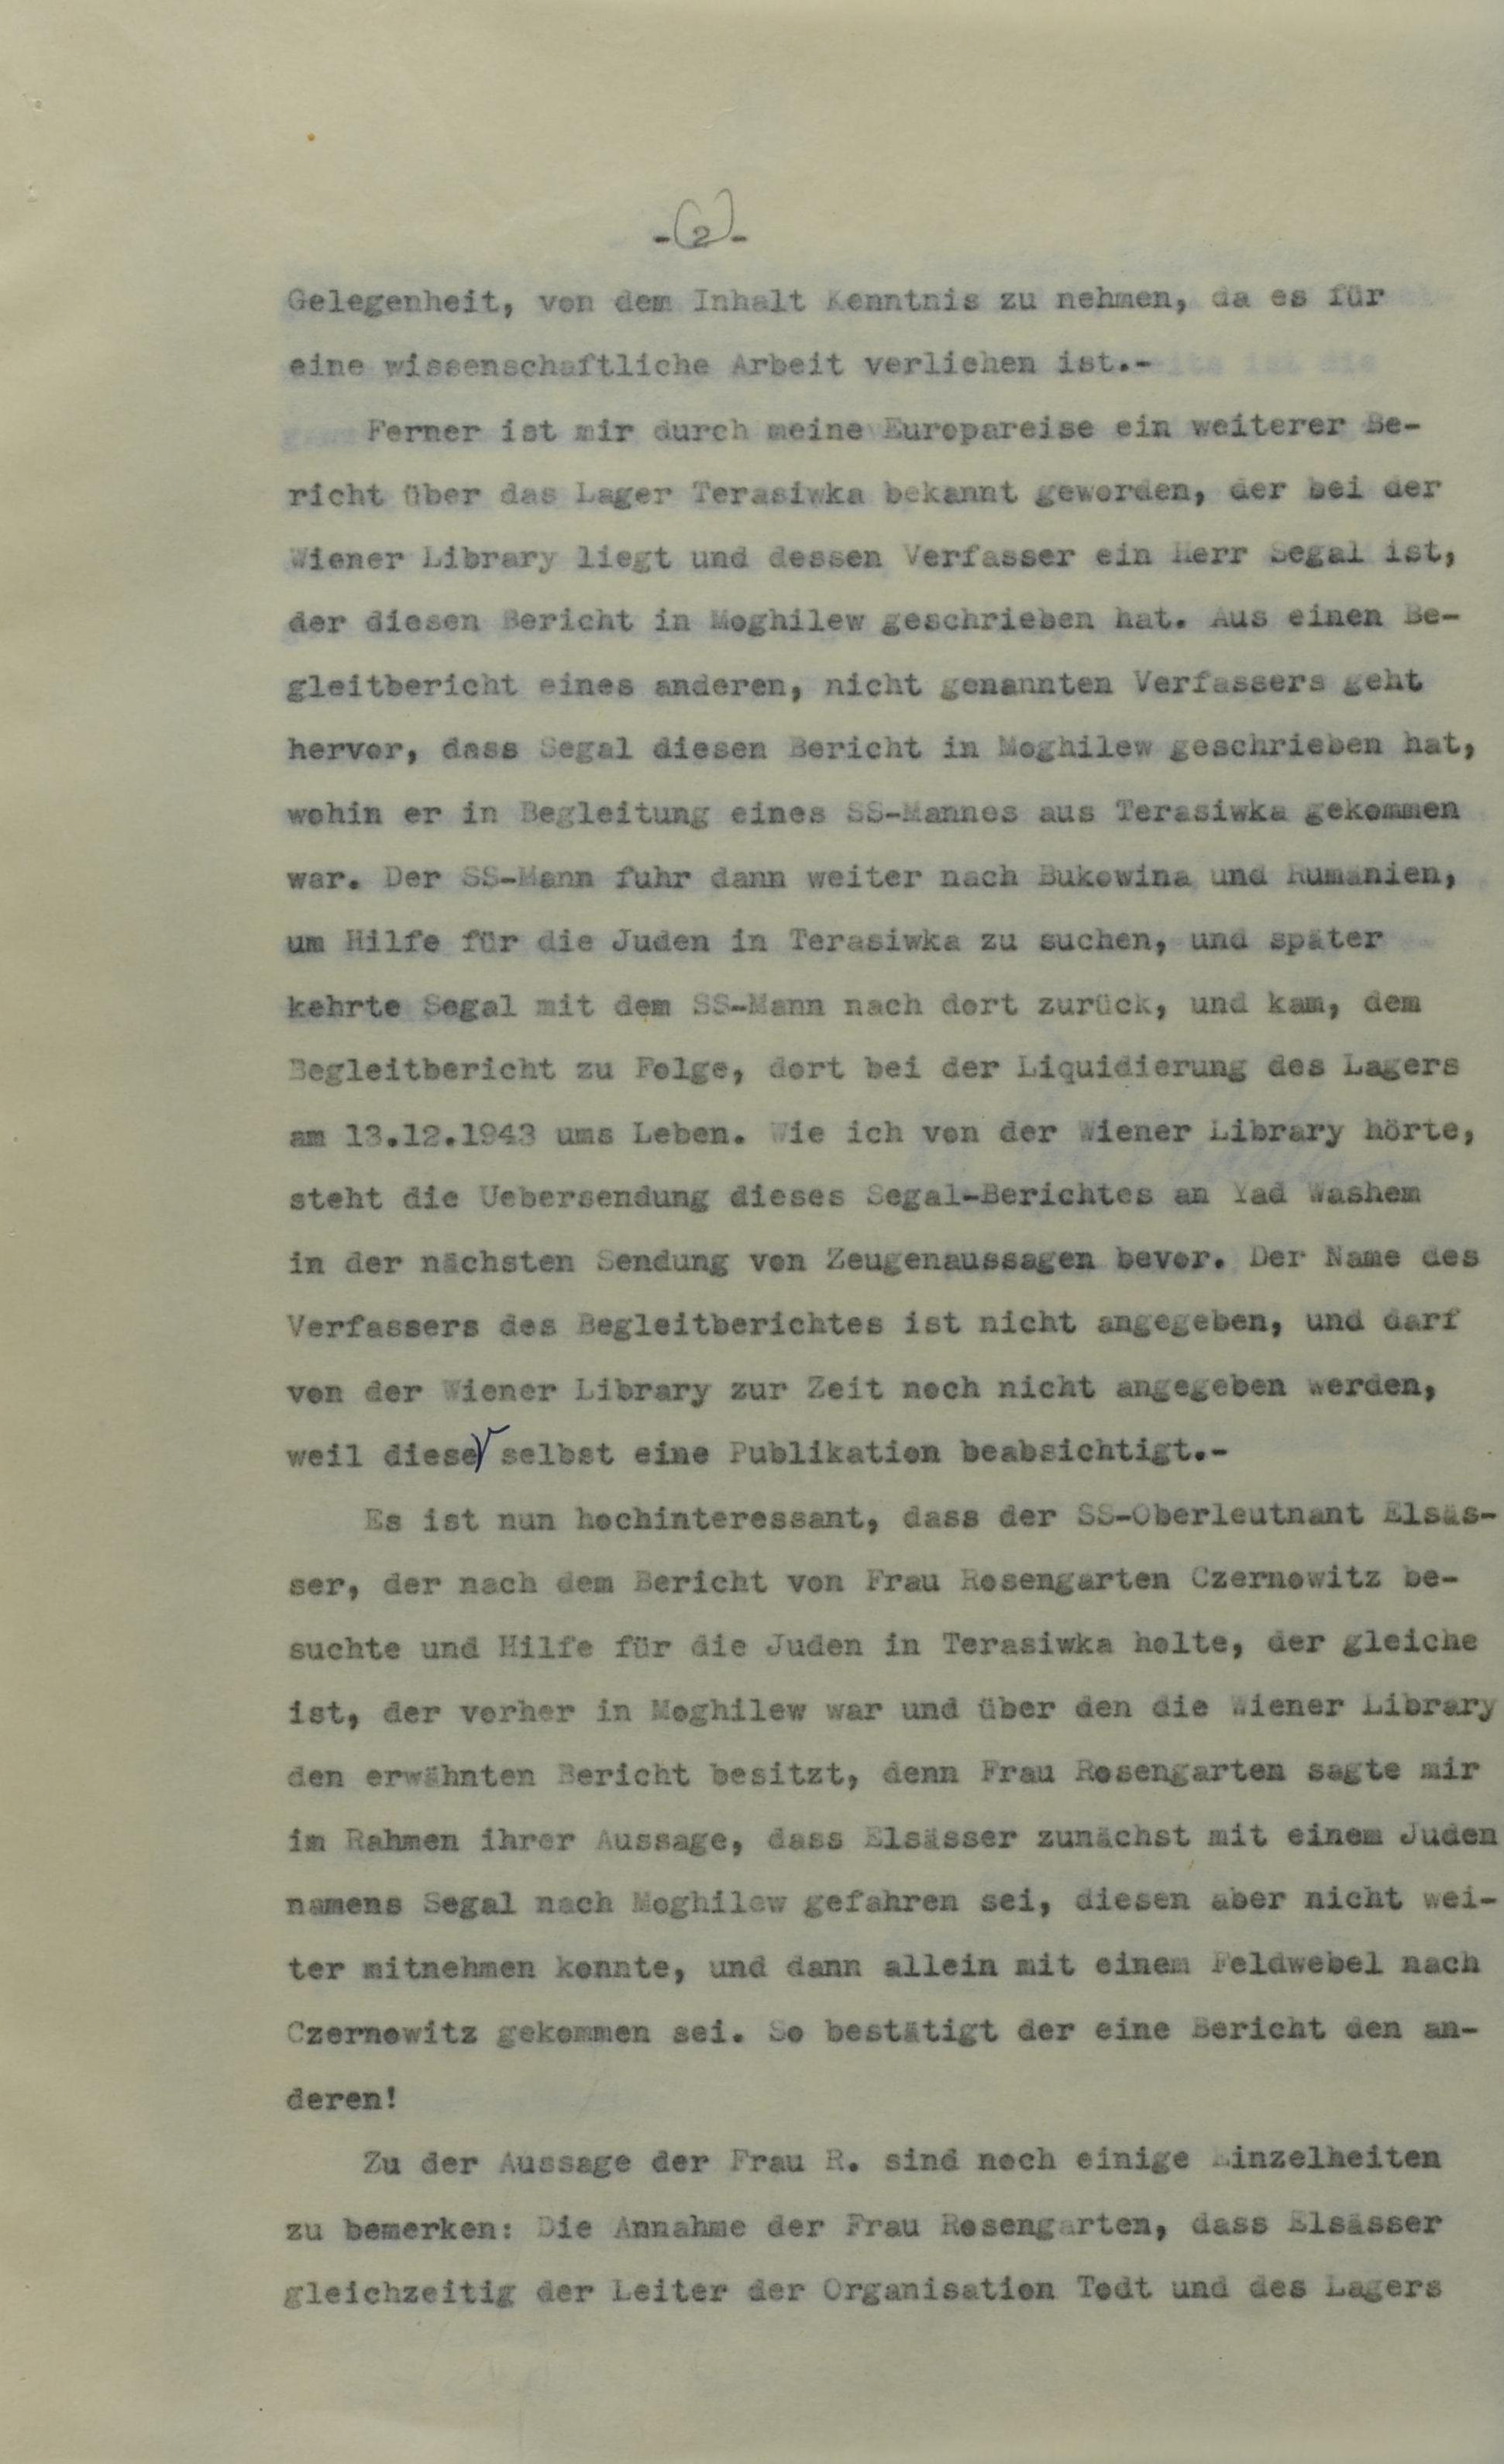 -(2)-
Gelegenheit, von dem Inhalt Kenntnis zu nehmen, da es für
eine wissenschaftliche Arbeit verliehen ist.-
Ferner ist mir durch meine Europareise ein weiterer Be-
richt über das Lager Terasiwka bekannt geworden, der bei der
Wiener Library liegt und dessen Verfasser ein Herr Segal ist,
der diesen Bericht in Moghilew geschrieben hat. Aus einen Be-
gleitbericht eines anderen, nicht genannten Verfassers geht
hervor, dass Segal diesen Bericht in Moghilew geschrieben hat,
wohin er in Begleitung eines SS-Mannes aus Terasiwka gekommen
war. Der SS-Mann fuhr dann weiter nach Bukowina und Rumänien,
um Hilfe für die Juden in Terasiwka zu suchen, und später
kehrte Segal mit dem SS-Mann nach dort zurück, und kam, dem
Begleitbericht zu Folge, dort bei der Liquidierung des Lagers
am 13.12.1943 ums Leben. Wie ich von der Wiener Library hörte,
steht die Uebersendung dieses Segal-Berichtes an Yad Washem
in der nächsten Sendung von Zeugenaussagen bevor. Der Name des
Verfassers des Begleitberichtes ist nicht angegeben, und darf
von der Wiener Library zur Zeit noch nicht angegeben werden,
weil dieser selbst eine Publikation beabsichtigt.-
Es ist nun hochinteressant, dass der SS-Oberleutnant Elsäs-
ser, der nach dem Bericht von Frau Rosengarten Czernowitz be-
suchte und Hilfe für die Juden in Terasiwka holte, der gleiche
ist, der vorher in Moghilew war und über den die Wiener Library
den erwähnten Bericht besitzt, denn Frau Rosengarten sagte mir
im Rahmen ihrer Aussage, dass Elsässer zunächst mit einem Juden
namens Segal nach Moghilew gefahren sei, diesen aber nicht wei-
ter mitnehmen konnte, und dann allein mit einem Feldwebel nach
Czernowitz gekommen sei. So bestätigt der eine Bericht den an-
deren!
Zu der Aussage der Frau R. sind noch einige Einzelheiten
zu bemerken: Die Annahme der Frau Rosengarten, dass Elsässer
gleichzeitig der Leiter der Organisation Todt und des Lagers